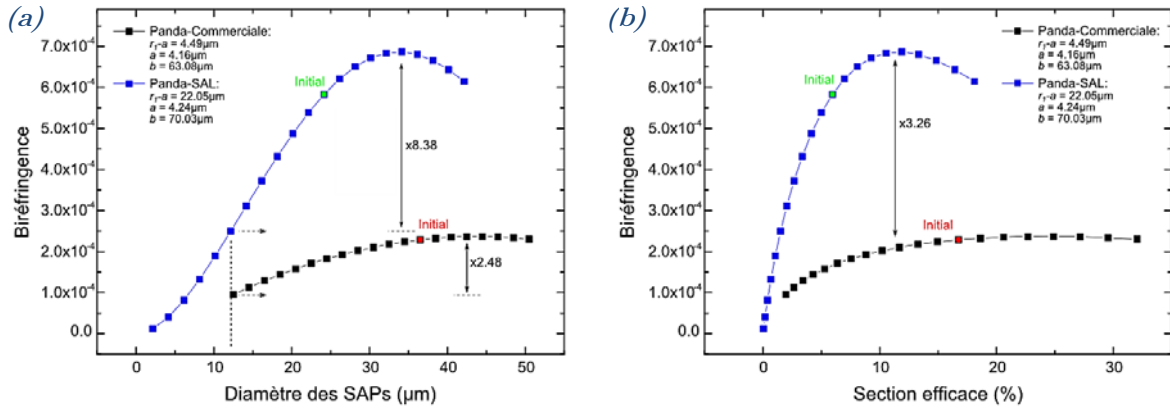 (a)
Panda-Commerciale:
r₁-a = 4.49µm
a = 4.16µm
b = 63.08µm
Panda-SAL:
r₁-a = 22.05µm
a = 4.24µm
b = 70.03µm
Initial
x8.38
Initial
x2.48
7.0x10⁻⁴
6.0x10⁻⁴
5.0x10⁻⁴
4.0x10⁻⁴
3.0x10⁻⁴
2.0x10⁻⁴
1.0x10⁻⁴
0.0
Biréfringence
0 10 20 30 40 50
Diamètre des SAPs (µm)
(b)
Panda-Commerciale:
r₁-a = 4.49µm
a = 4.16µm
b = 63.08µm
Panda-SAL:
r₁-a = 22.05µm
a = 4.24µm
b = 70.03µm
Initial
x3.26
Initial
7.0x10⁻⁴
6.0x10⁻⁴
5.0x10⁻⁴
4.0x10⁻⁴
3.0x10⁻⁴
2.0x10⁻⁴
1.0x10⁻⁴
0.0
Biréfringence
0 10 20 30
Section efficace (%)